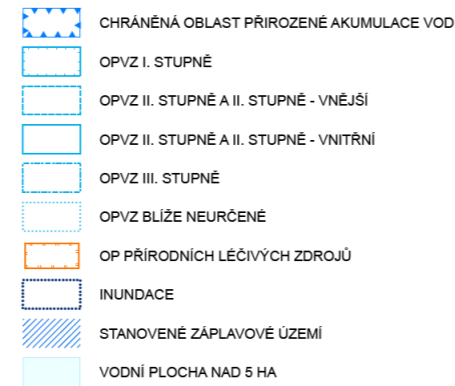 CHRÁNĚNÁ OBLAST PŘIROZENÉ AKUMULACE VOD
OPVZ I. STUPNĚ
OPVZ II. STUPNĚ A II. STUPNĚ - VNĚJŠÍ
OPVZ II. STUPNĚ A II. STUPNĚ - VNITŘNÍ
OPVZ III. STUPNĚ
OPVZ BLÍŽE NEURČENÉ
OP PŘÍRODNÍCH LÉČIVÝCH ZDROJŮ
INUNDACE
STANOVENÉ ZÁPLAVOVÉ ÚZEMÍ
VODNÍ PLOCHA NAD 5 HA